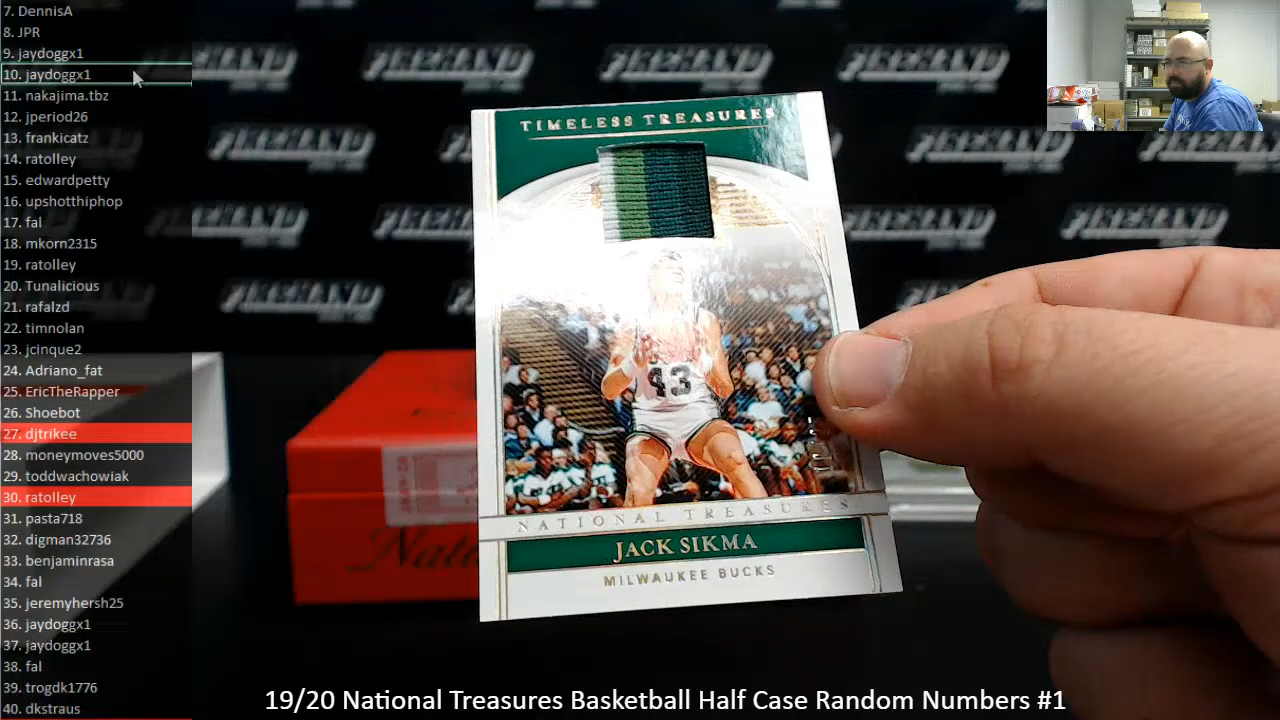 7. DennisA
8. JPR
9. jaydoggx1
10. jaydoggx1
11. nakajima.tbz
12. jperiod26
13. frankicatz
14. ratolley
15. edwardpetty
16. upshotthiphop
17. fal
18. mkorn2315
19. ratolley
20. Tunalicious
21. rafalzd
22. timnolan
23. jcinque2
24. Adriano_fat
25. EricTheRapper
26. Shoebot
27. djtrikee
28. moneymoves5000
29. toddwachowiak
30. ratolley
31. pasta718
32. digman32736
33. benjaminrasa
34. fal
35. jeremyhersh25
36. jaydoggx1
37. jaydoggx1
38. fal
39. trogdk1776
40. dkstraus
TIMELESS TREASURES
43
NATIONAL TREASURES
JACK SIKMA
MILWAUKEE BUCKS
19/20 National Treasures Basketball Half Case Random Numbers #1